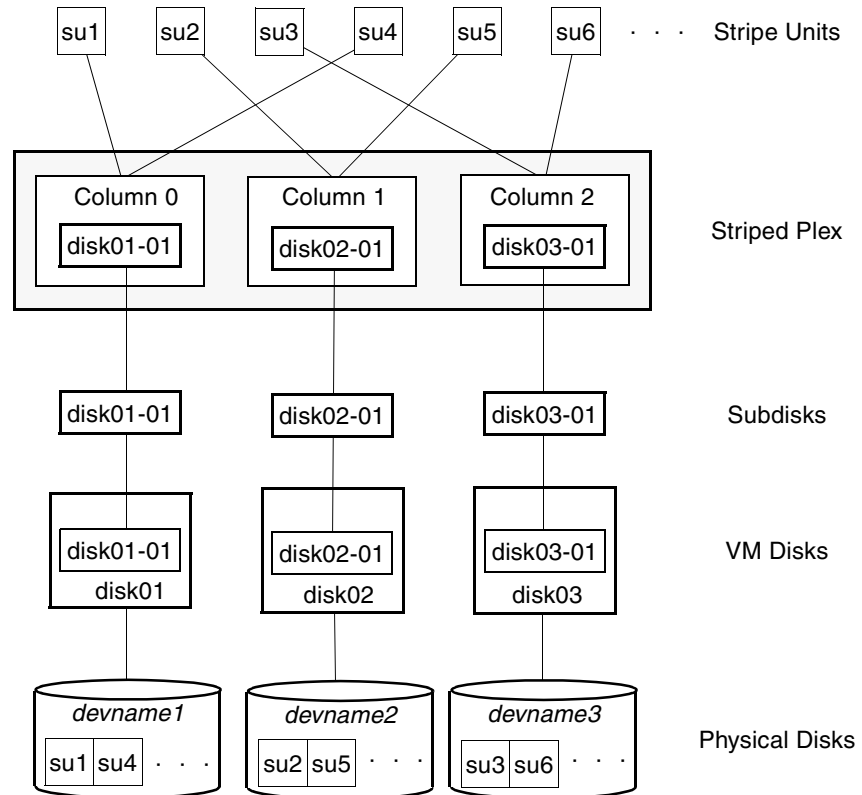 su1 su2 su3 su4 su5 su6 · · · Stripe Units
Column 0 Column 1 Column 2
disk01-01 disk02-01 disk03-01
Striped Plex
disk01-01 disk02-01 disk03-01 Subdisks
disk01-01 disk02-01 disk03-01 VM Disks
disk01 disk02 disk03
devname1 devname2 devname3
Physical Disks
su1 su4 · · · su2 su5 · · · su3 su6 · · ·